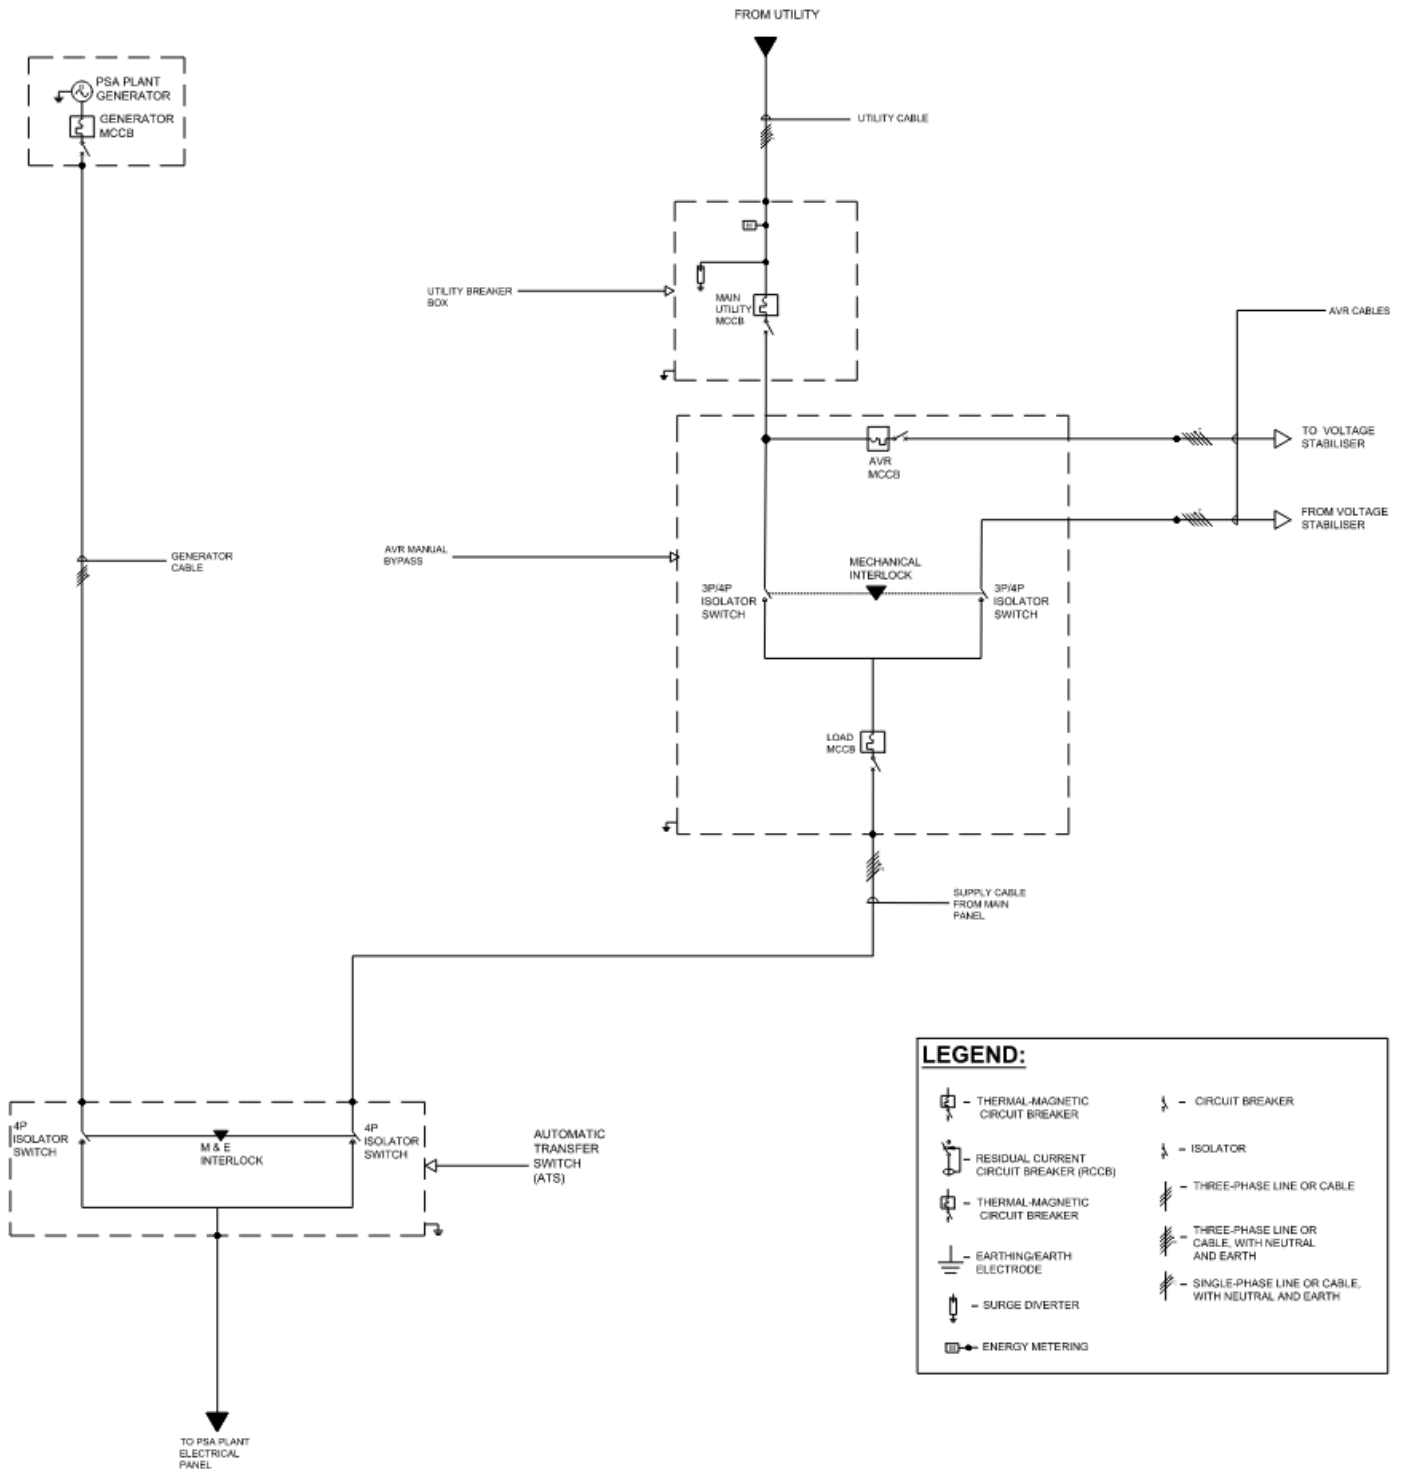 FROM UTILITY
PSA PLANT
GENERATOR
GENERATOR
MCCB
UTILITY CABLE
UTILITY BREAKER
BOX
MAIN
UTILITY
MCCB
AVR CABLES
TO VOLTAGE
STABILISER
AVR
MCCB
FROM VOLTAGE
STABILISER
GENERATOR
CABLE
AVR MANUAL
BYPASS
MECHANICAL
INTERLOCK
3P/4P
ISOLATOR
SWITCH
3P/4P
ISOLATOR
SWITCH
LOAD
MCCB
SUPPLY CABLE
FROM MAIN
PANEL
4P
ISOLATOR
SWITCH
M & E
INTERLOCK
4P
ISOLATOR
SWITCH
AUTOMATIC
TRANSFER
SWITCH
(ATS)
TO PSA PLANT
ELECTRICAL
PANEL
LEGEND:
– THERMAL-MAGNETIC
CIRCUIT BREAKER
– RESIDUAL CURRENT
CIRCUIT BREAKER (RCCB)
– THERMAL-MAGNETIC
CIRCUIT BREAKER
– EARTHING/EARTH
ELECTRODE
– SURGE DIVERTER
– ENERGY METERING
– CIRCUIT BREAKER
– ISOLATOR
– THREE-PHASE LINE OR CABLE
– THREE-PHASE LINE OR
CABLE, WITH NEUTRAL
AND EARTH
– SINGLE-PHASE LINE OR CABLE,
WITH NEUTRAL AND EARTH